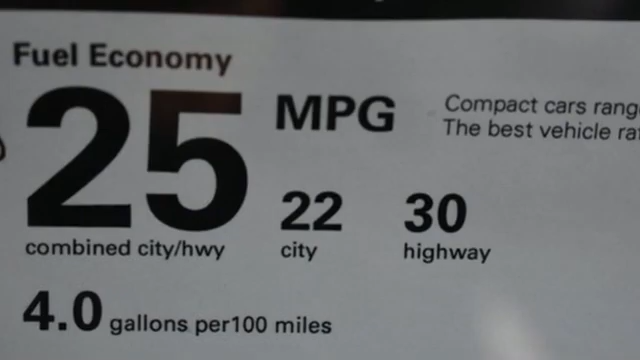 Fuel Economy
25 MPG
Compact cars
The best vehicle
22 30
combined city/hwy city highway
4.0 gallons per100 miles